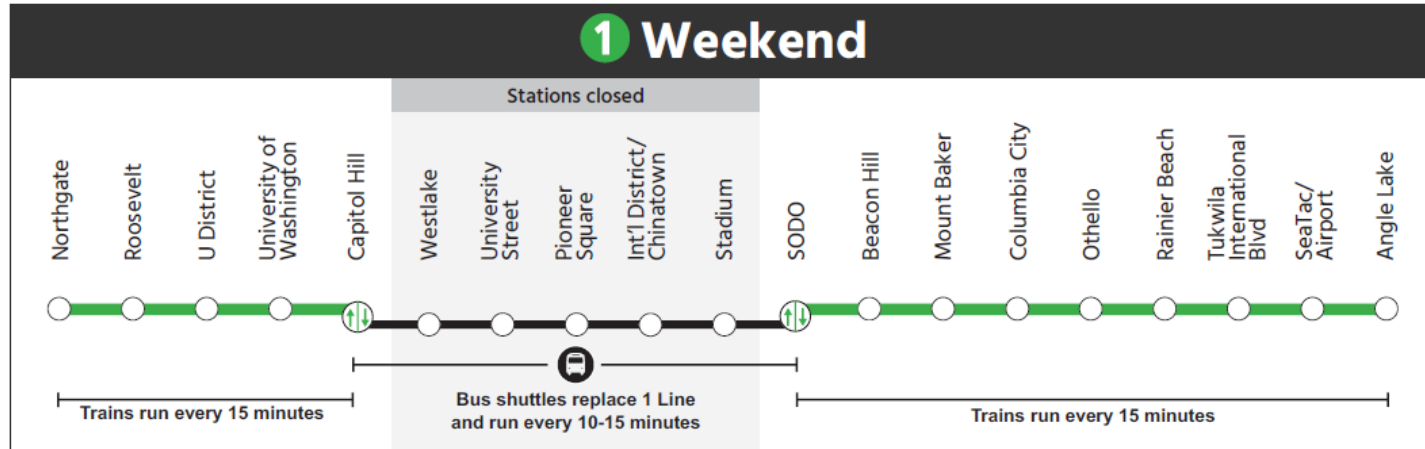 1 Weekend
Stations closed
Northgate
Roosevelt
U District
University of
Washington
Capitol Hill
Westlake
University
Street
Pioneer
Square
Int'l District/
Chinatown
Stadium
SODO
Beacon Hill
Mount Baker
Columbia City
Othello
Rainier Beach
Tukwila
International
Blvd
SeaTac/
Airport
Angle Lake
Trains run every 15 minutes
Bus shuttles replace 1 Line
and run every 10-15 minutes
Trains run every 15 minutes